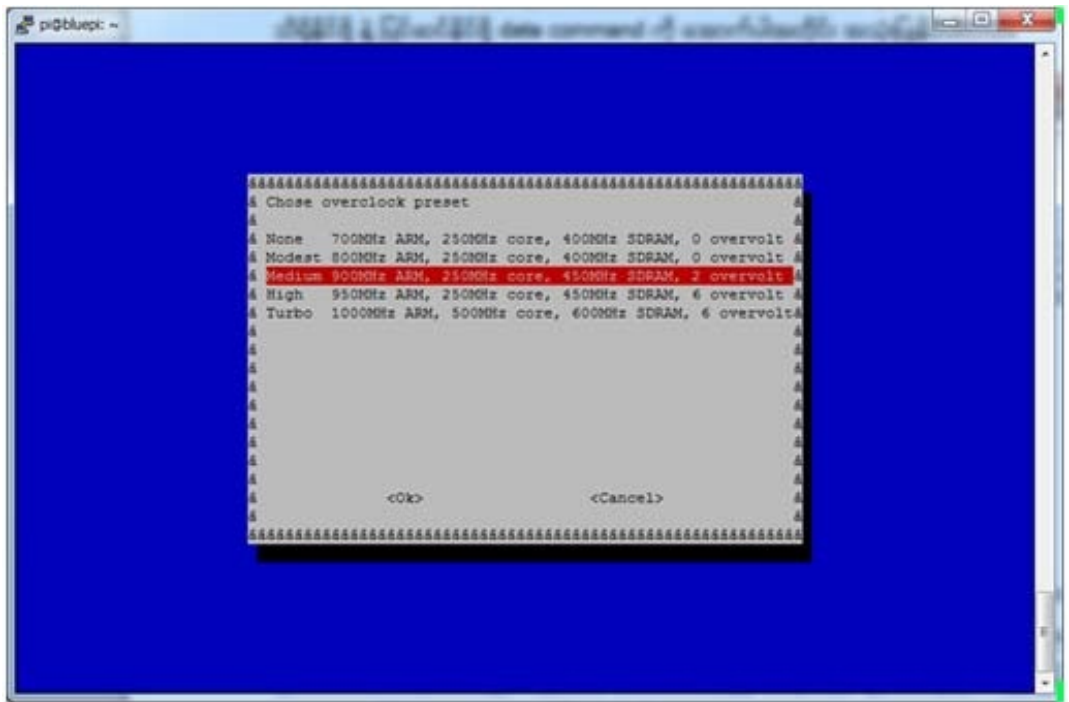 pi@bluepi: ~
Chose overclock preset
None 700MHz ARM, 250MHz core, 400MHz SDRAM, 0 overvolt
Modest 800MHz ARM, 250MHz core, 400MHz SDRAM, 0 overvolt
Medium 900MHz ARM, 250MHz core, 450MHz SDRAM, 2 overvolt
High 950MHz ARM, 250MHz core, 450MHz SDRAM, 6 overvolt
Turbo 1000MHz ARM, 500MHz core, 600MHz SDRAM, 6 overvolt
<Ok> <Cancel>